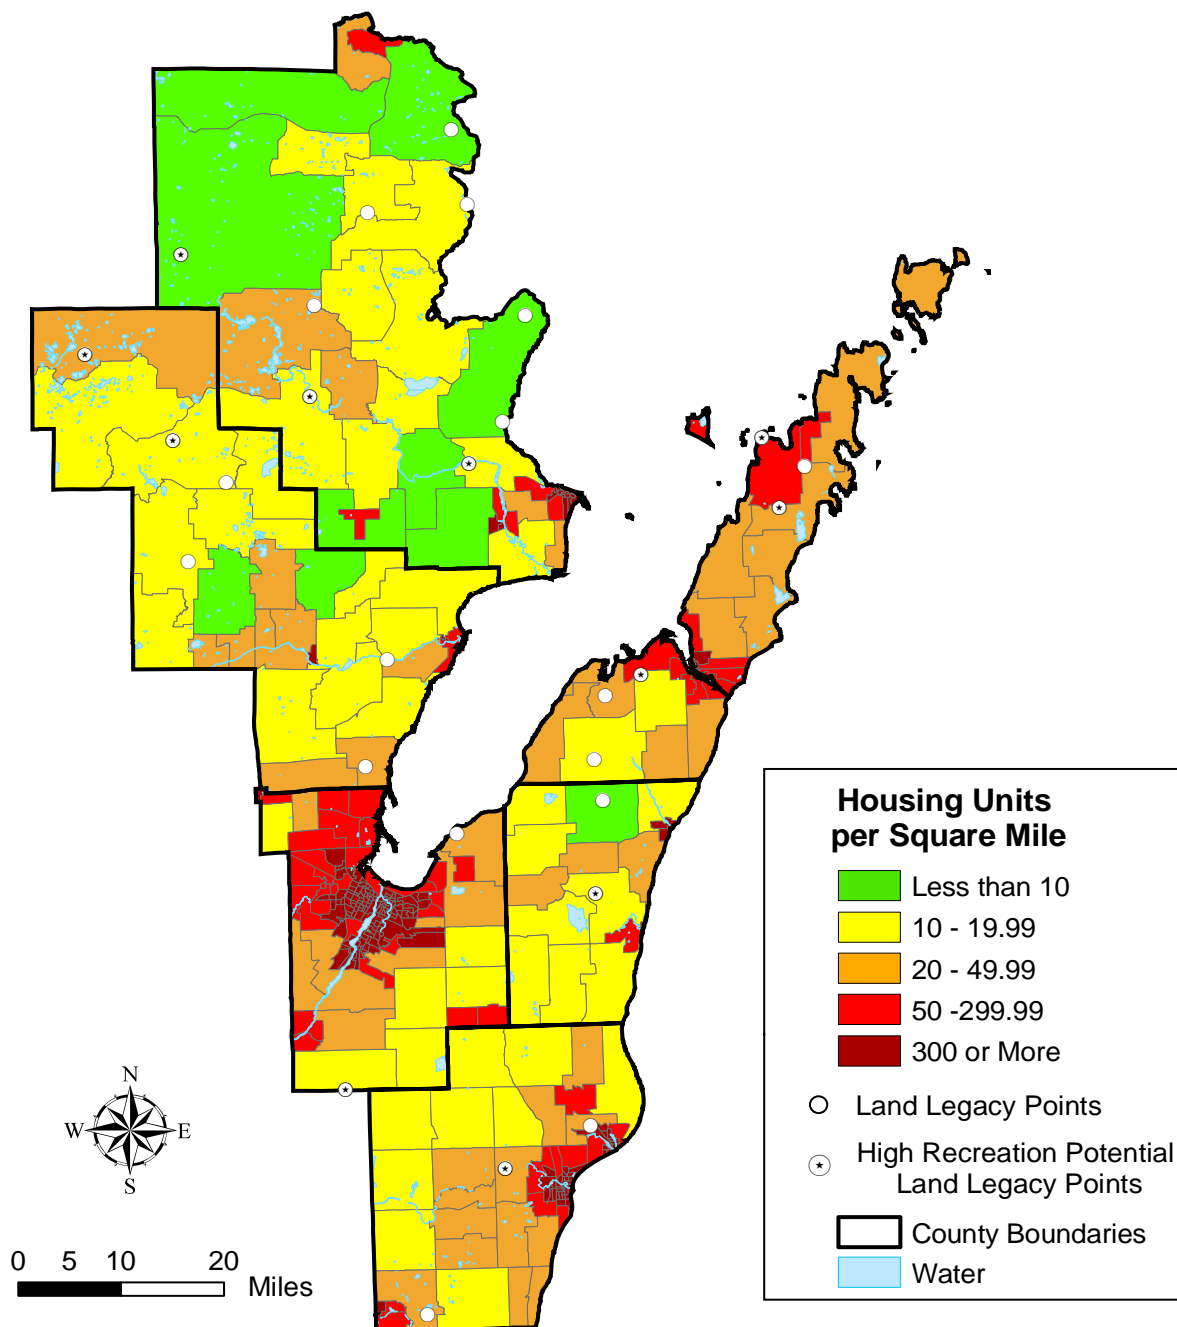 Housing Units
per Square Mile
Less than 10
10 - 19.99
20 - 49.99
50 -299.99
300 or More
Land Legacy Points
High Recreation Potential
Land Legacy Points
County Boundaries
Water
N
W E
S
0 5 10 20
Miles